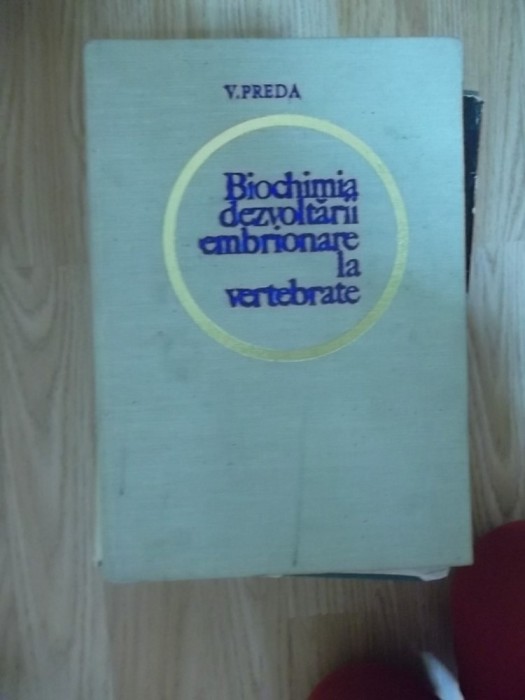 V. PREDA
Biochimia
dezvoltării
embrionare
la
vertebrate